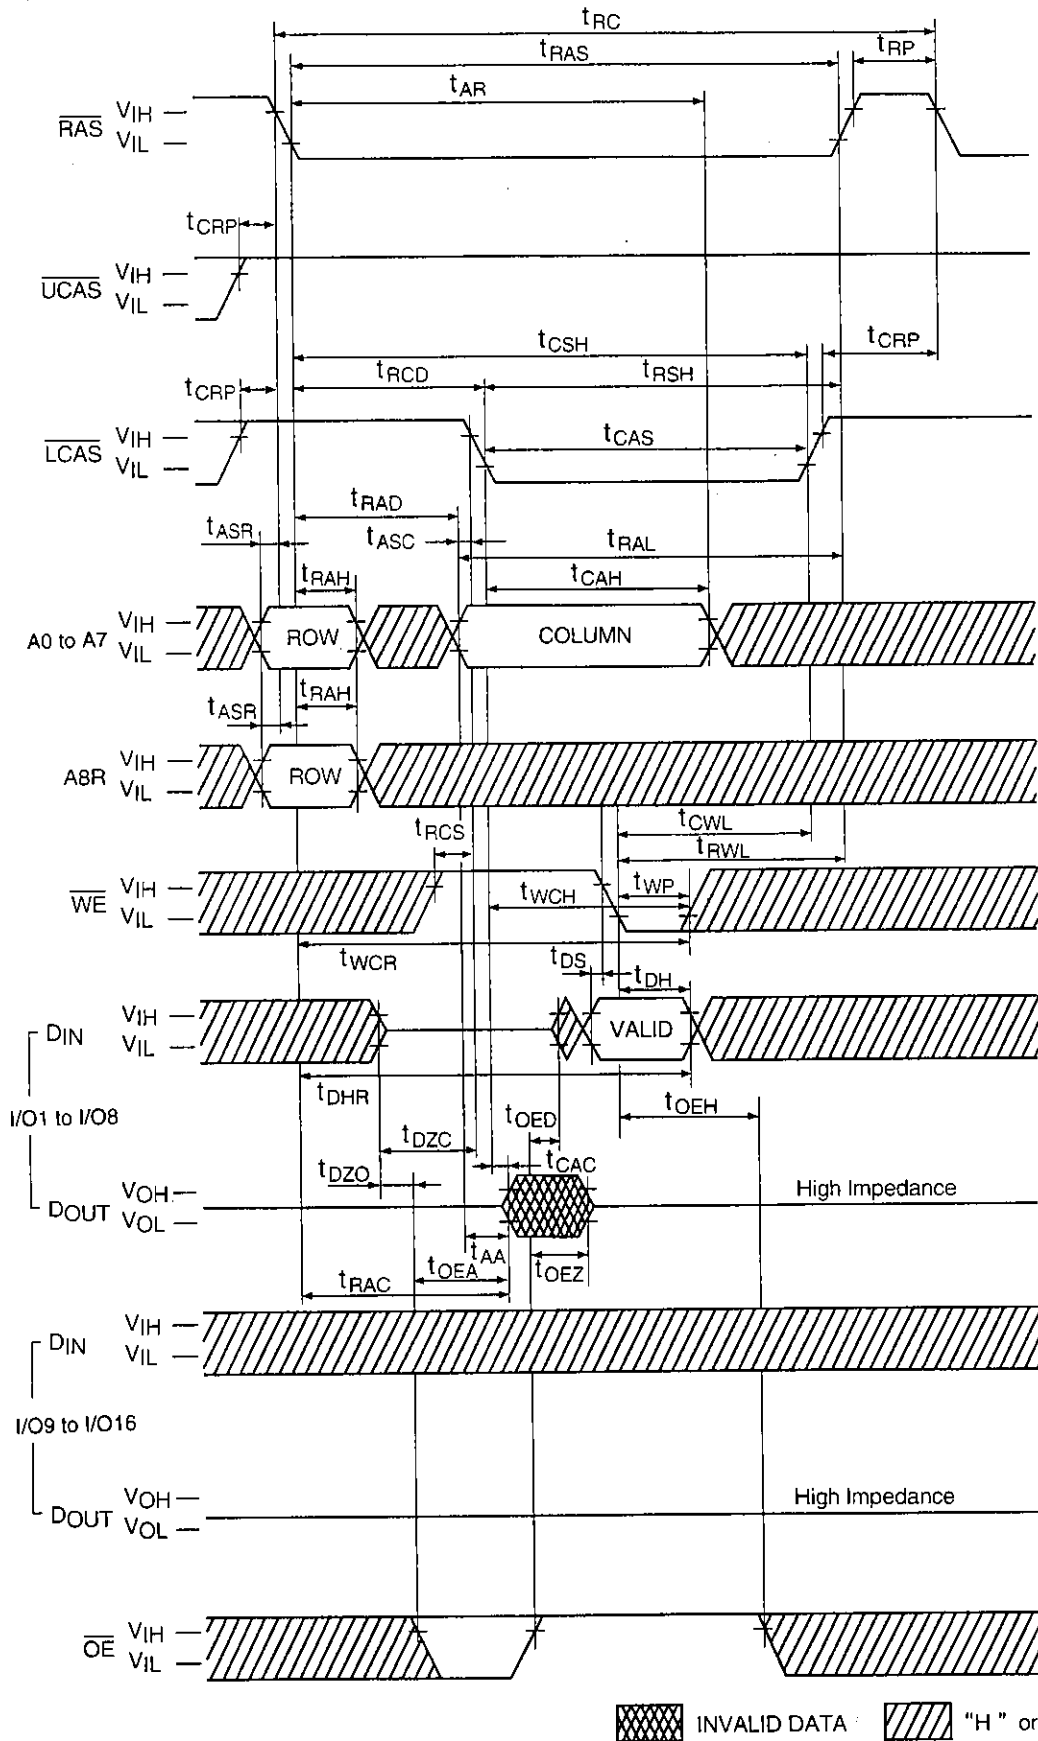 tRC
tRAS
tRP
tAR
RAS VIH
VIL
tCRP
UCAS VIH
VIL
tCSH
tCRP
tRCD
tRSH
tCRP
LCAS VIH
VIL
tCAS
tRAD
tASR
tASC
tRAL
tRAH
tCAH
A0 to A7 VIH
VIL
ROW
COLUMN
tRAH
tASR
A8R VIH
VIL
ROW
tCWL
tRCS
tRWL
WE VIH
VIL
tWCH
tWP
tWCR
tDS
tDH
DIN VIH
VIL
VALID
tDHR
I/O1 to I/O8
tOED
tOEH
tDZC
tCAC
tDZO
DOUT VOH
VOL
High Impedance
tAA
tOEA
tOEZ
tRAC
DIN VIH
VIL
I/O9 to I/O16
DOUT VOH
VOL
High Impedance
OE VIH
VIL
INVALID DATA
"H" or